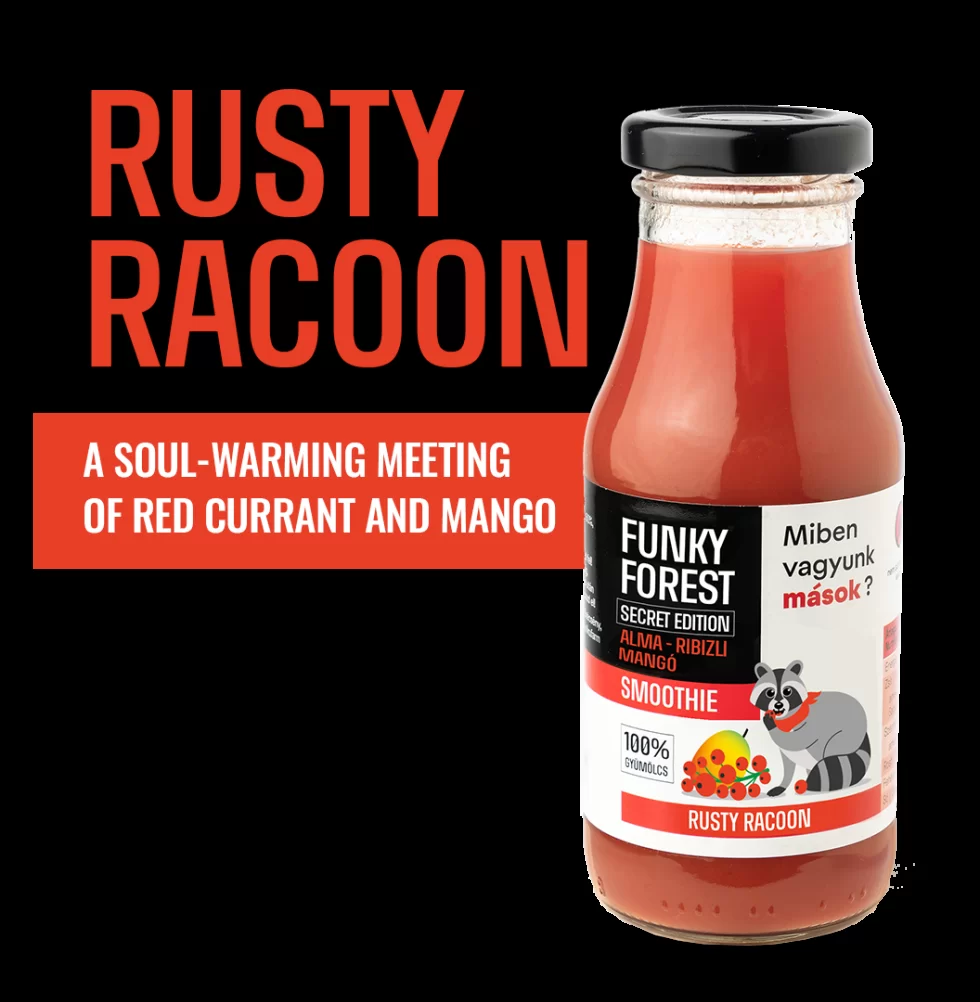 RUSTY
RACOON
A SOUL-WARMING MEETING
OF RED CURRANT AND MANGO
FUNKY
FOREST
SECRET EDITION
ALMA - RIBIZLI
MANGÓ
SMOOTHIE
100%
GYÜMÖLCS
RUSTY RACOON
Miben
vagyunk
mások?